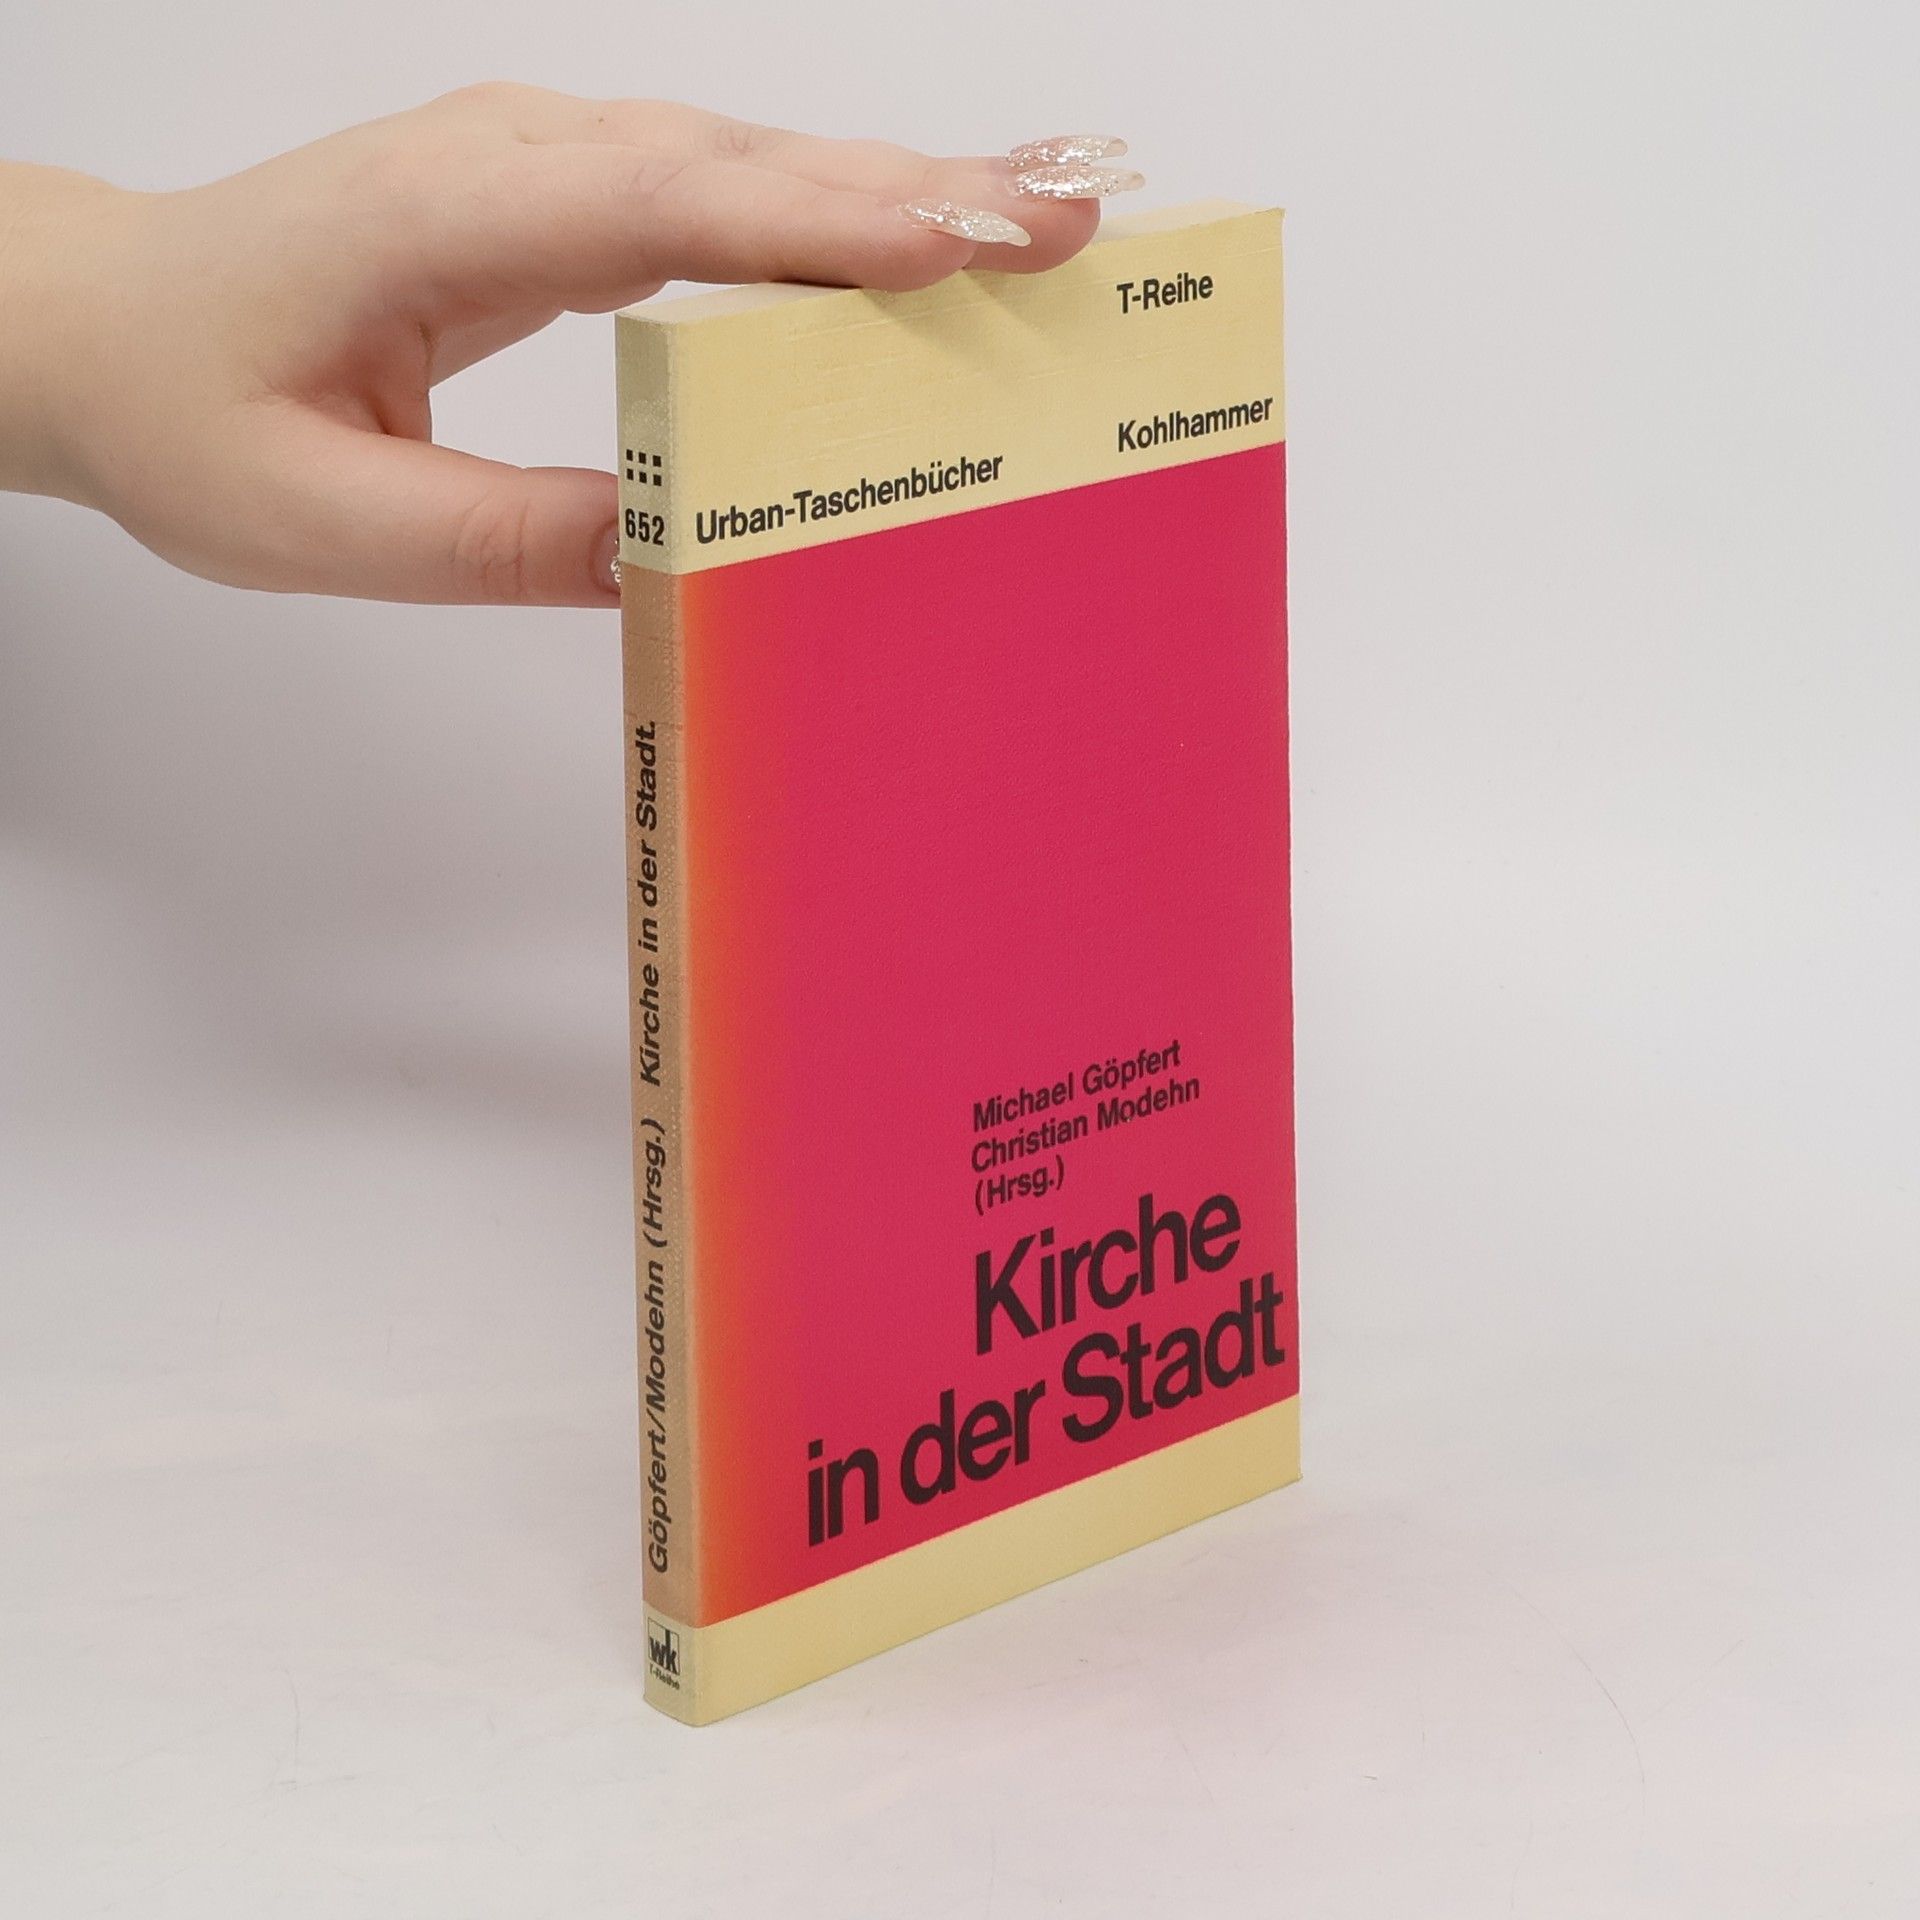 T-Reihe
Kohlhammer
Urban-Taschenbücher
652
Michael Göpfert
Christian Modehn
(Hrsg.)
Kirche
in der Stadt
Göpfert/Modehn (Hrsg.) Kirche in der Stadt.
wk
T-Reihe